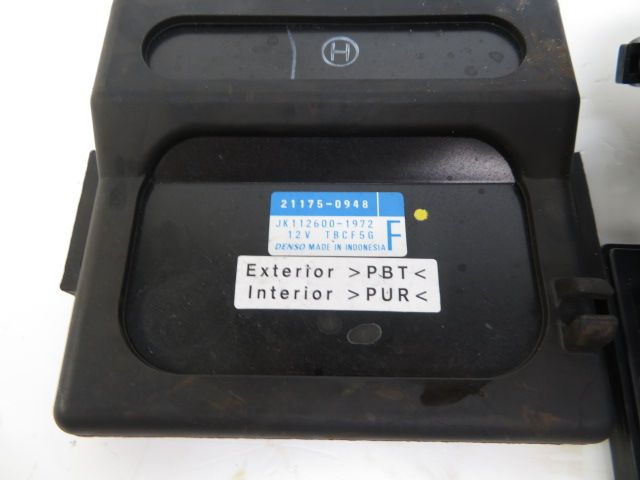 H
21175-0948
JK112600-1972
12V TBCF5G
F
DENSO MADE IN INDONESIA
Exterior >PBT<
Interior >PUR<